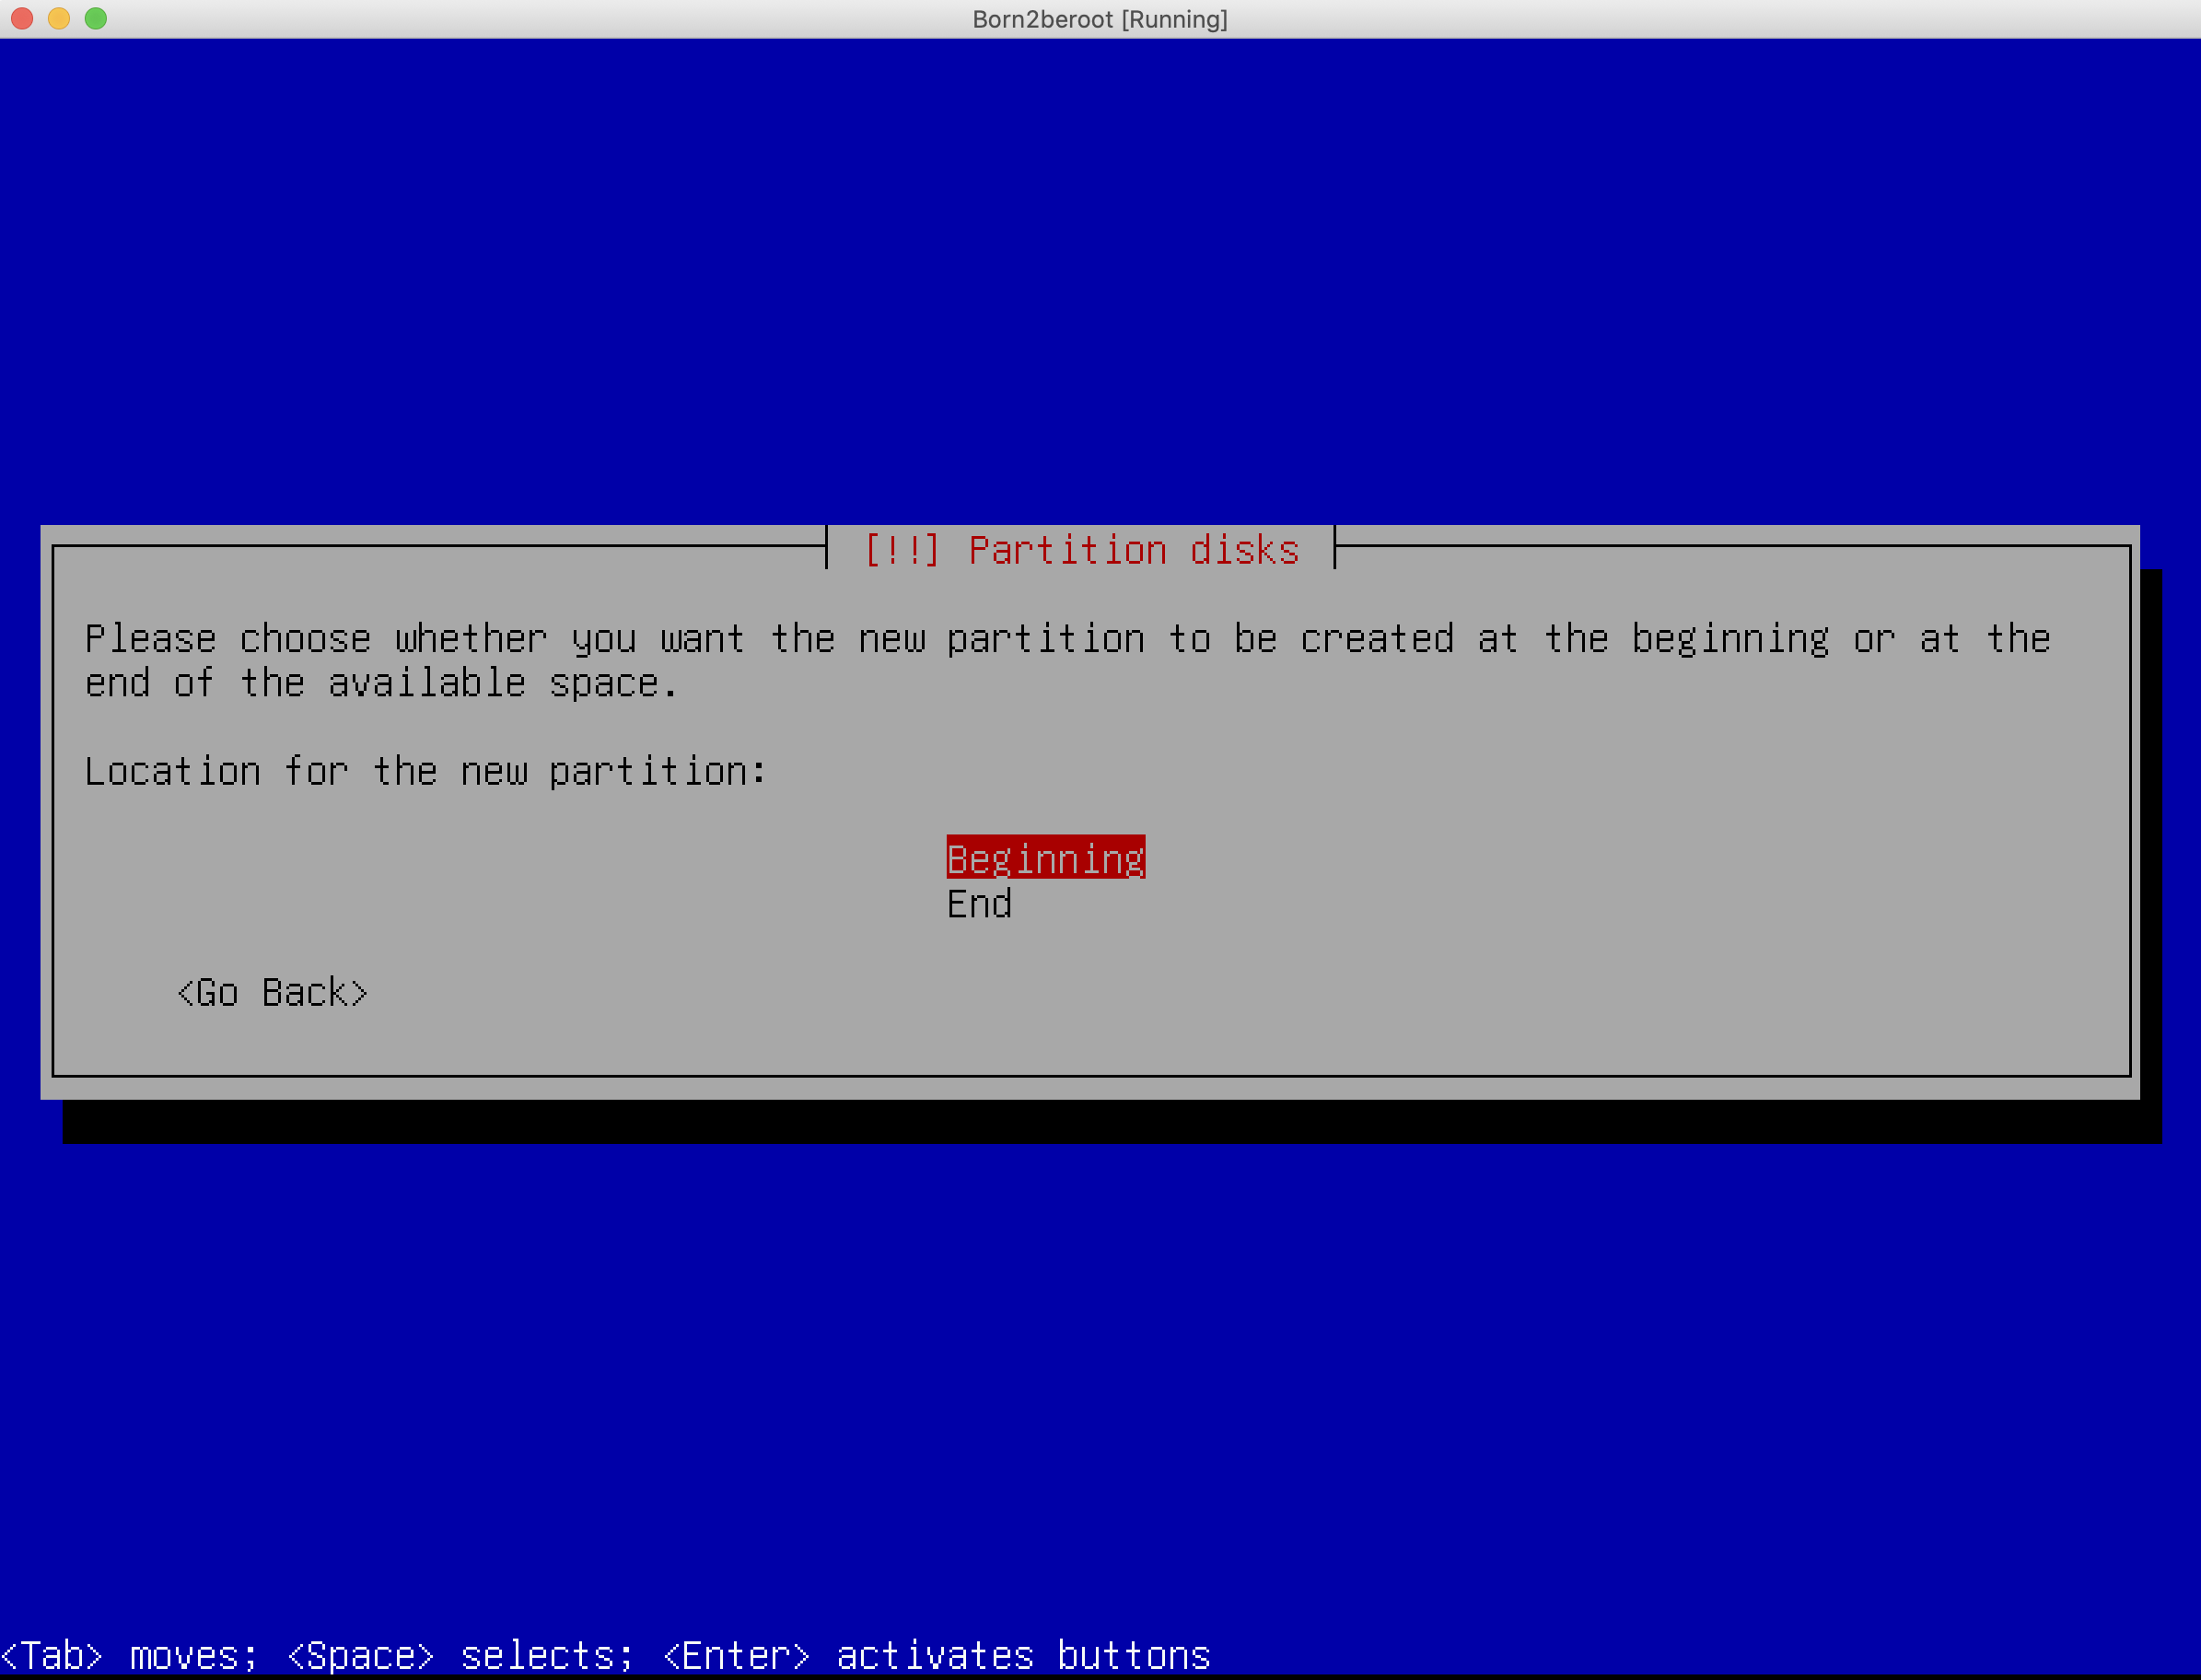 Born2beroot [Running]
[!!] Partition disks
Please choose whether you want the new partition to be created at the beginning or at the
end of the available space.
Location for the new partition:
Beginning
End
<Go Back>
<Tab> moves; <Space> selects; <Enter> activates buttons